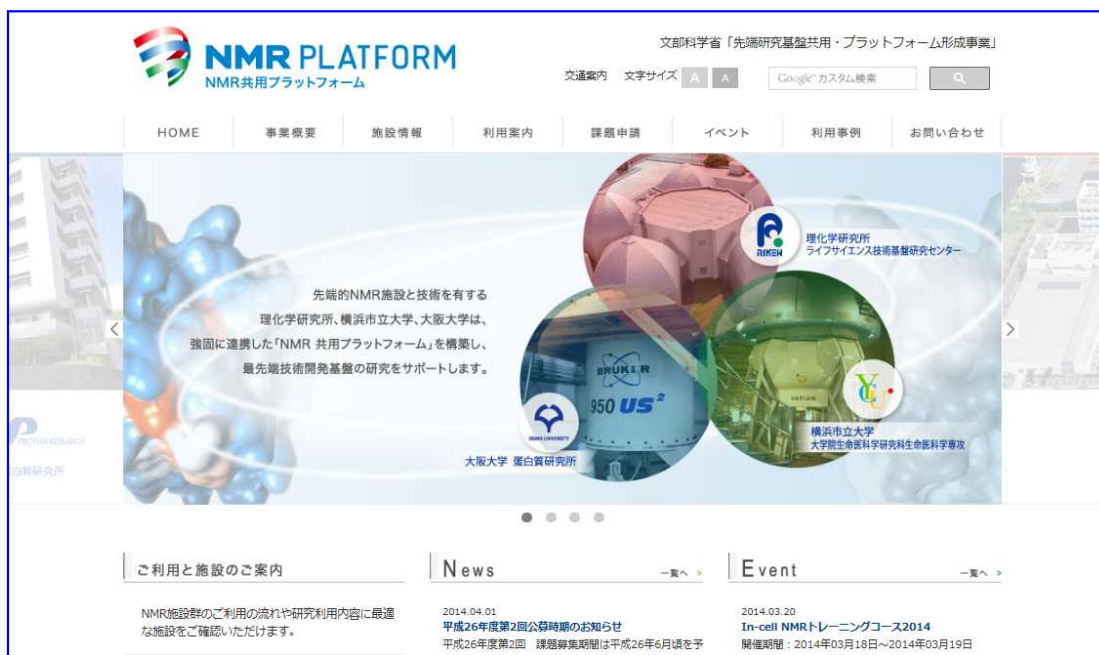 NMR PLATFORM
NMR共用プラットフォーム
文部科学省「先端研究基盤共用・プラットフォーム形成事業」
交通案内 文字サイズ A A
Google カスタム検索
HOME 事業概要 施設情報 利用案内 課題申請 イベント 利用事例 お問い合わせ
RIKEN
理化学研究所
ライフサイエンス技術基盤研究センター
先端的NMR施設と技術を有する
理化学研究所、横浜市立大学、大阪大学は、
強固に連携した「NMR 共用プラットフォーム」を構築し、
最先端技術開発基盤の研究をサポートします。
BRUKER
950 US²
VARIAN
YCU
OSAKA UNIVERSITY
大阪大学 蛋白質研究所
横浜市立大学
大学院生命医科学研究科生命医科学専攻
PROTEIN RESEARCH
白質研究所
ご利用と施設のご案内
NMR施設群のご利用の流れや研究利用内容に最適
な施設をご確認いただけます。
News 一覧へ >
2014.04.01
平成26年度第2回公募時期のお知らせ
平成26年度第2回 課題募集期間は平成26年6月頃を予
Event 一覧へ >
2014.03.20
In-cell NMRトレーニングコース2014
開催期間：2014年03月18日～2014年03月19日